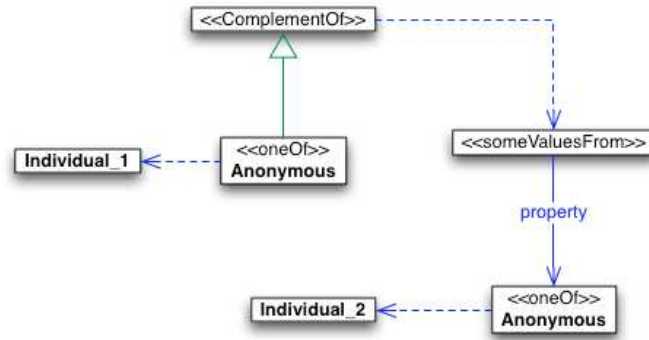 <<ComplementOf>>
Individual_1
<<oneOf>>
Anonymous
<<someValuesFrom>>
property
Individual_2
<<oneOf>>
Anonymous